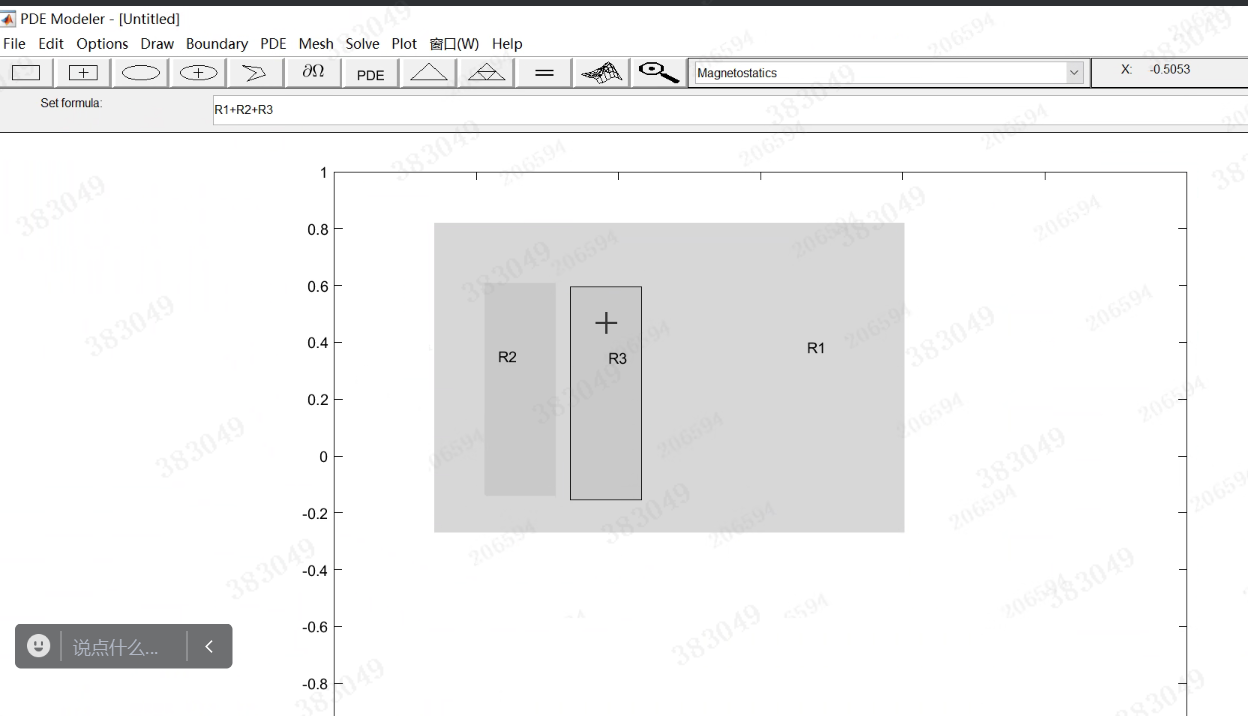 PDE Modeler - [Untitled]
File Edit Options Draw Boundary PDE Mesh Solve Plot 窗口(W) Help
∂Ω PDE = Magnetostatics X: -0.5053
Set formula: R1+R2+R3
1
0.8
0.6
0.4
0.2
0
-0.2
-0.4
-0.6
-0.8
R2
R3
R1
说点什么...
383049
206594